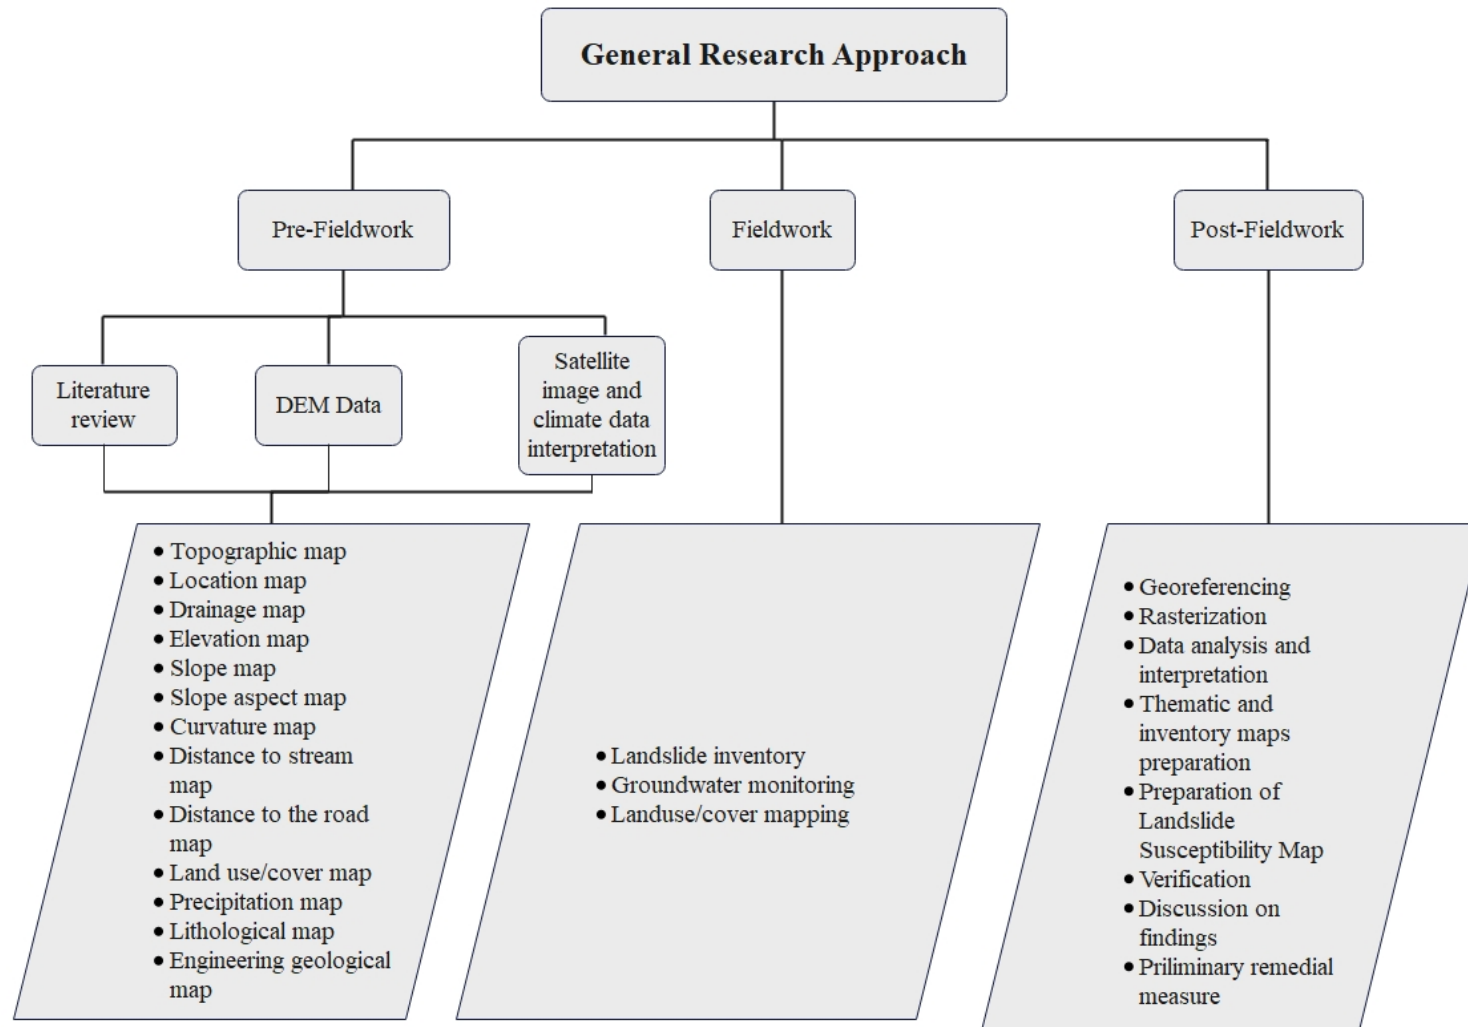 General Research Approach
Pre-Fieldwork
Fieldwork
Post-Fieldwork
Literature
review
DEM Data
Satellite
image and
climate data
interpretation
• Topographic map
• Location map
• Drainage map
• Elevation map
• Slope map
• Slope aspect map
• Curvature map
• Distance to stream
map
• Distance to the road
map
• Land use/cover map
• Precipitation map
• Lithological map
• Engineering geological
map
• Landslide inventory
• Groundwater monitoring
• Landuse/cover mapping
• Georeferencing
• Rasterization
• Data analysis and
interpretation
• Thematic and
inventory maps
preparation
• Preparation of
Landslide
Susceptibility Map
• Verification
• Discussion on
findings
• Priliminary remedial
measure